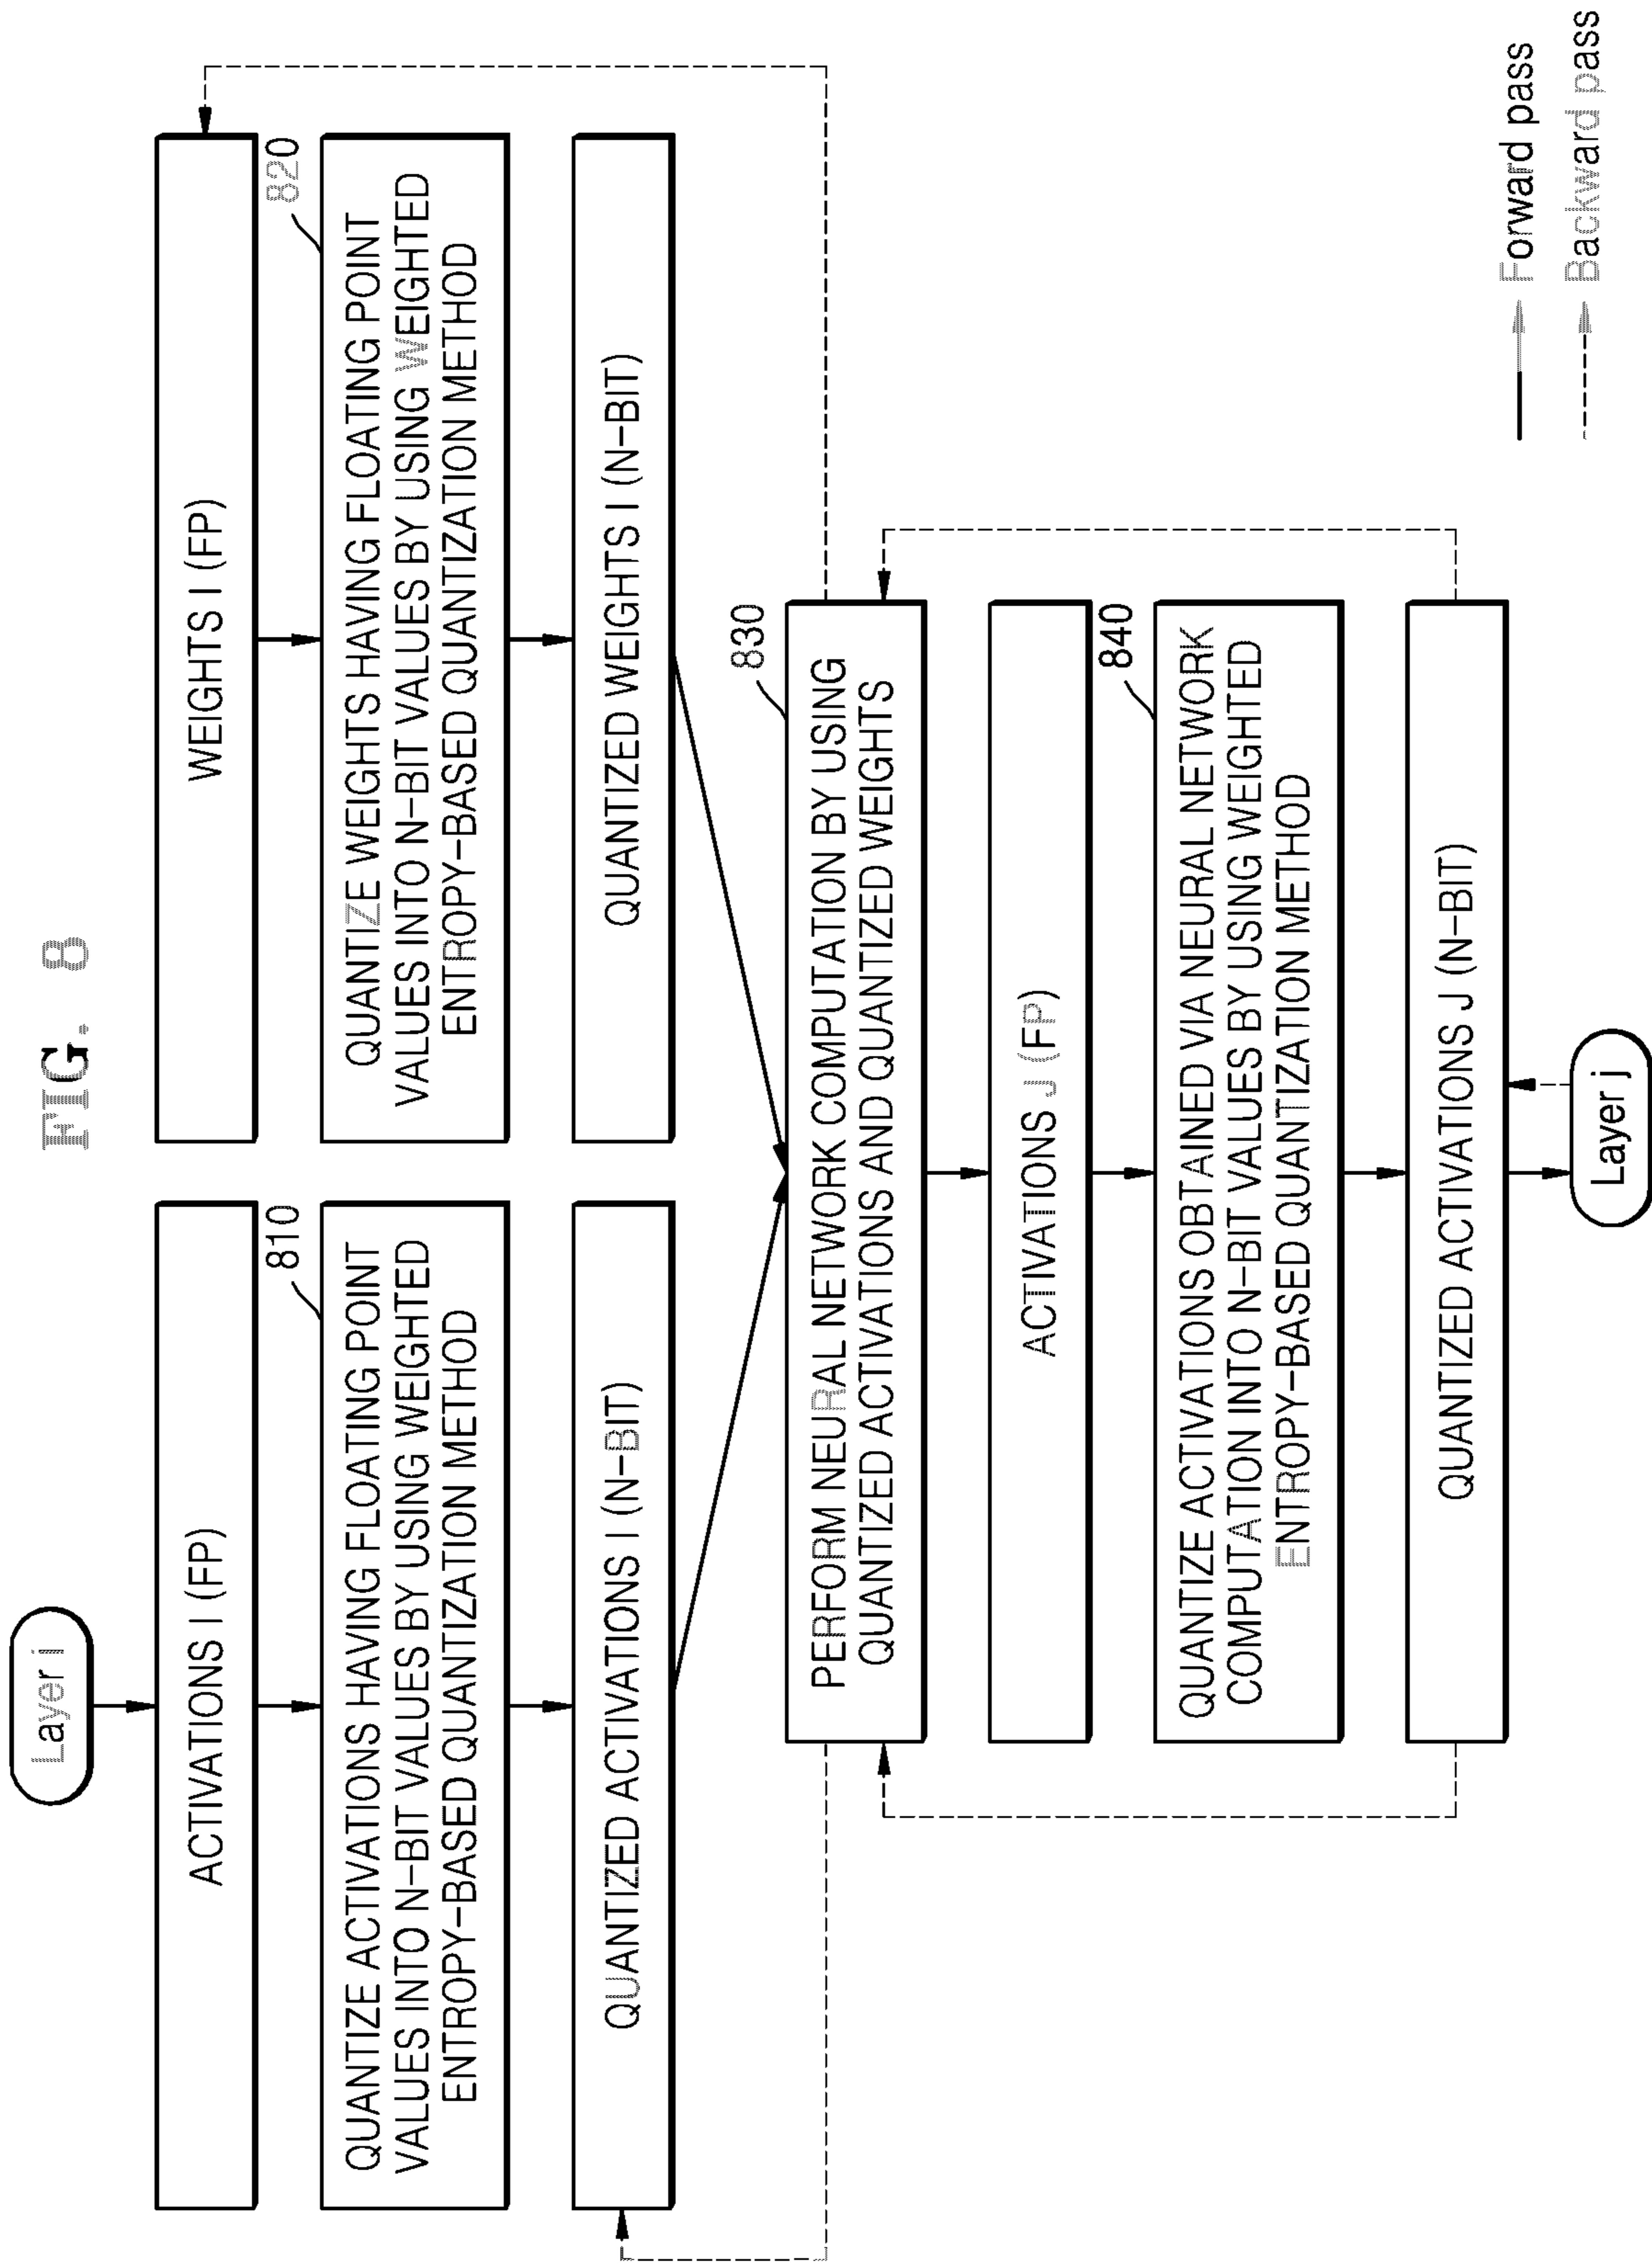 FIG. 8
Layer i
ACTIVATIONS I (FP)
810
QUANTIZE ACTIVATIONS HAVING FLOATING POINT
VALUES INTO N-BIT VALUES BY USING WEIGHTED
ENTROPY-BASED QUANTIZATION METHOD
QUANTIZED ACTIVATIONS I (N-BIT)
WEIGHTS I (FP)
820
QUANTIZE WEIGHTS HAVING FLOATING POINT
VALUES INTO N-BIT VALUES BY USING WEIGHTED
ENTROPY-BASED QUANTIZATION METHOD
QUANTIZED WEIGHTS I (N-BIT)
830
PERFORM NEURAL NETWORK COMPUTATION BY USING
QUANTIZED ACTIVATIONS AND QUANTIZED WEIGHTS
ACTIVATIONS J (FP)
840
QUANTIZE ACTIVATIONS OBTAINED VIA NEURAL NETWORK
COMPUTATION INTO N-BIT VALUES BY USING WEIGHTED
ENTROPY-BASED QUANTIZATION METHOD
QUANTIZED ACTIVATIONS J (N-BIT)
Layer j
Forward pass
Backward pass